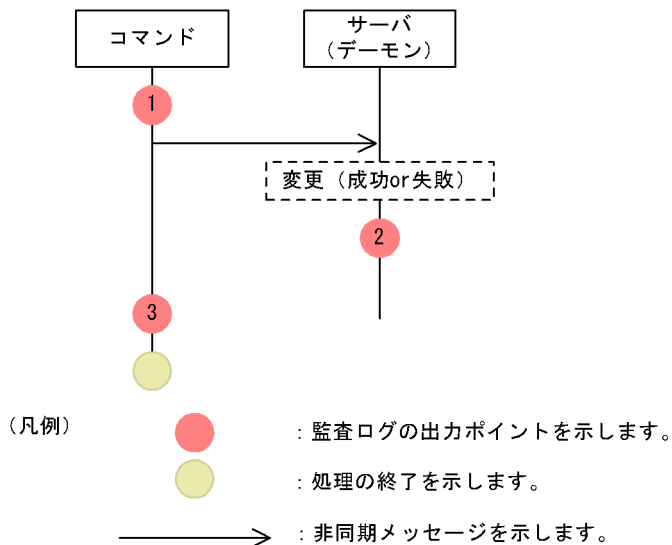 コマンド
サーバ
(デーモン)
1
変更（成功or失敗）
2
3
(凡例)
：監査ログの出力ポイントを示します。
：処理の終了を示します。
：非同期メッセージを示します。